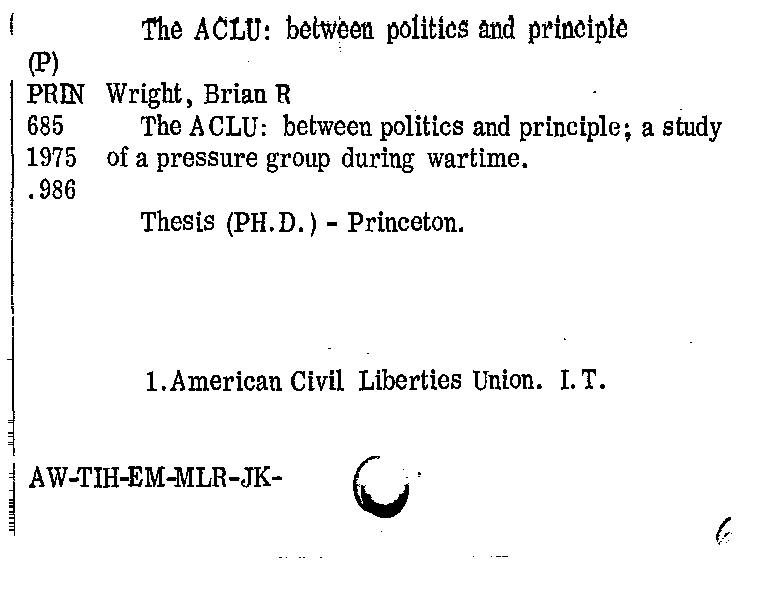 The ACLU: between politics and principle
(P)
PRIN Wright, Brian R
685 The ACLU: between politics and principle; a study
1975 of a pressure group during wartime.
.986
Thesis (PH.D.) - Princeton.
1.American Civil Liberties Union. I.T.
AW-TIH-EM-MLR-JK-
6